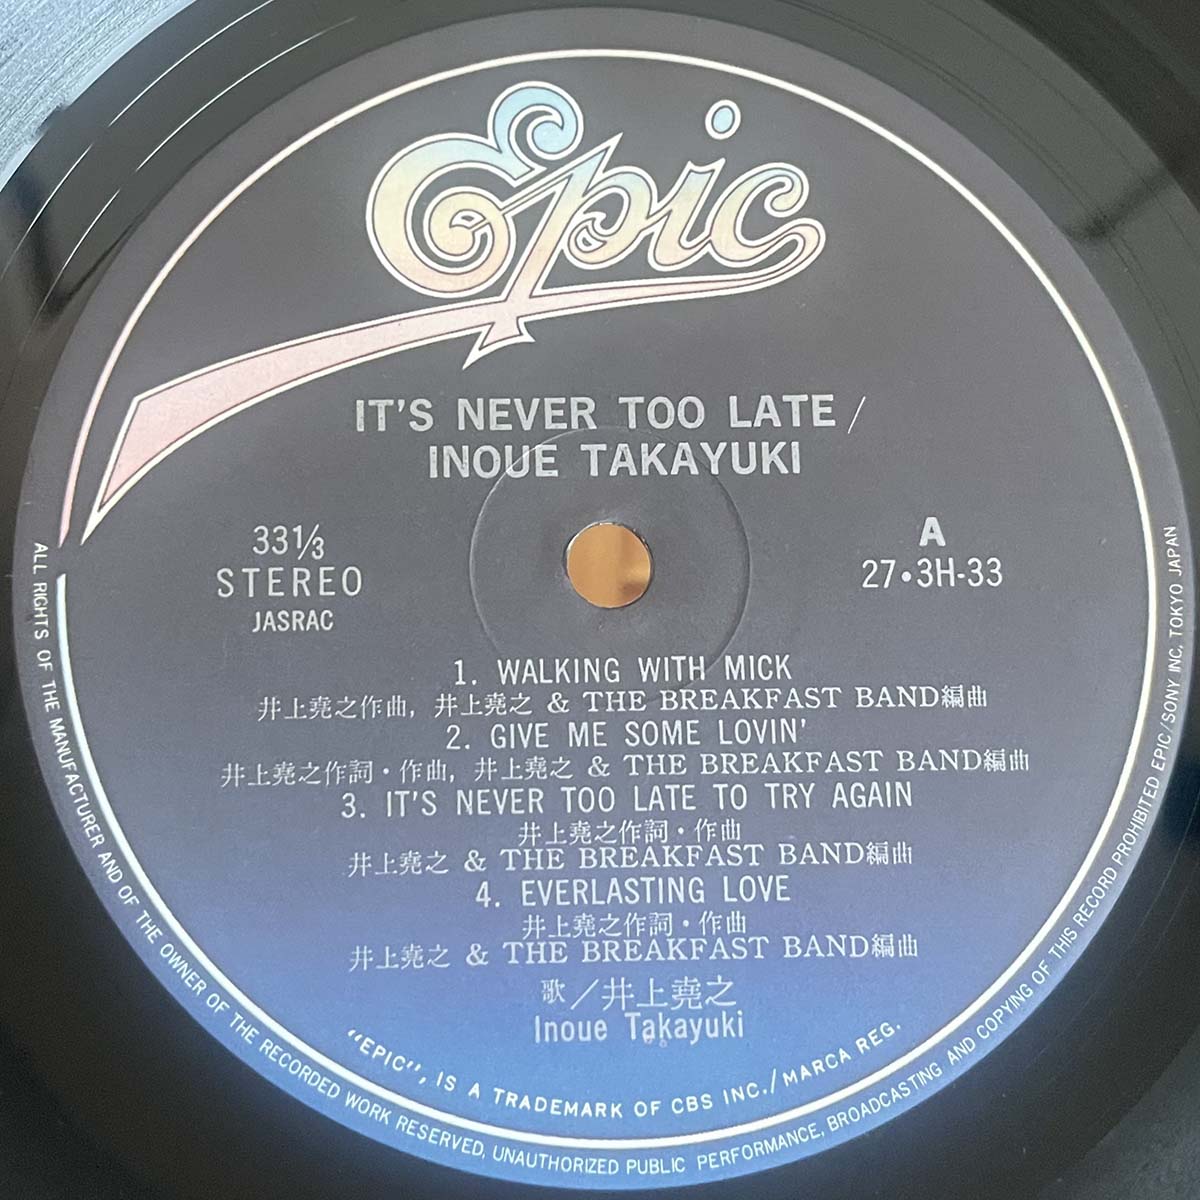 Epic
IT'S NEVER TOO LATE /
INOUE TAKAYUKI
33⅓
STEREO
JASRAC
A
27•3H-33
1. WALKING WITH MICK
井上堯之作曲, 井上堯之 & THE BREAKFAST BAND編曲
2. GIVE ME SOME LOVIN'
井上堯之作詞・作曲, 井上堯之 & THE BREAKFAST BAND編曲
3. IT'S NEVER TOO LATE TO TRY AGAIN
井上堯之作詞・作曲
井上堯之 & THE BREAKFAST BAND編曲
4. EVERLASTING LOVE
井上堯之作詞・作曲
井上堯之 & THE BREAKFAST BAND編曲
歌／井上堯之
Inoue Takayuki
"EPIC", IS A TRADEMARK OF CBS INC./MARCA REG.
ALL RIGHTS OF THE MANUFACTURER AND OF THE OWNER OF THE RECORDED WORK RESERVED, UNAUTHORIZED PUBLIC PERFORMANCE, BROADCASTING AND COPYING OF THIS RECORD PROHIBITED EPIC/SONY INC. TOKYO JAPAN